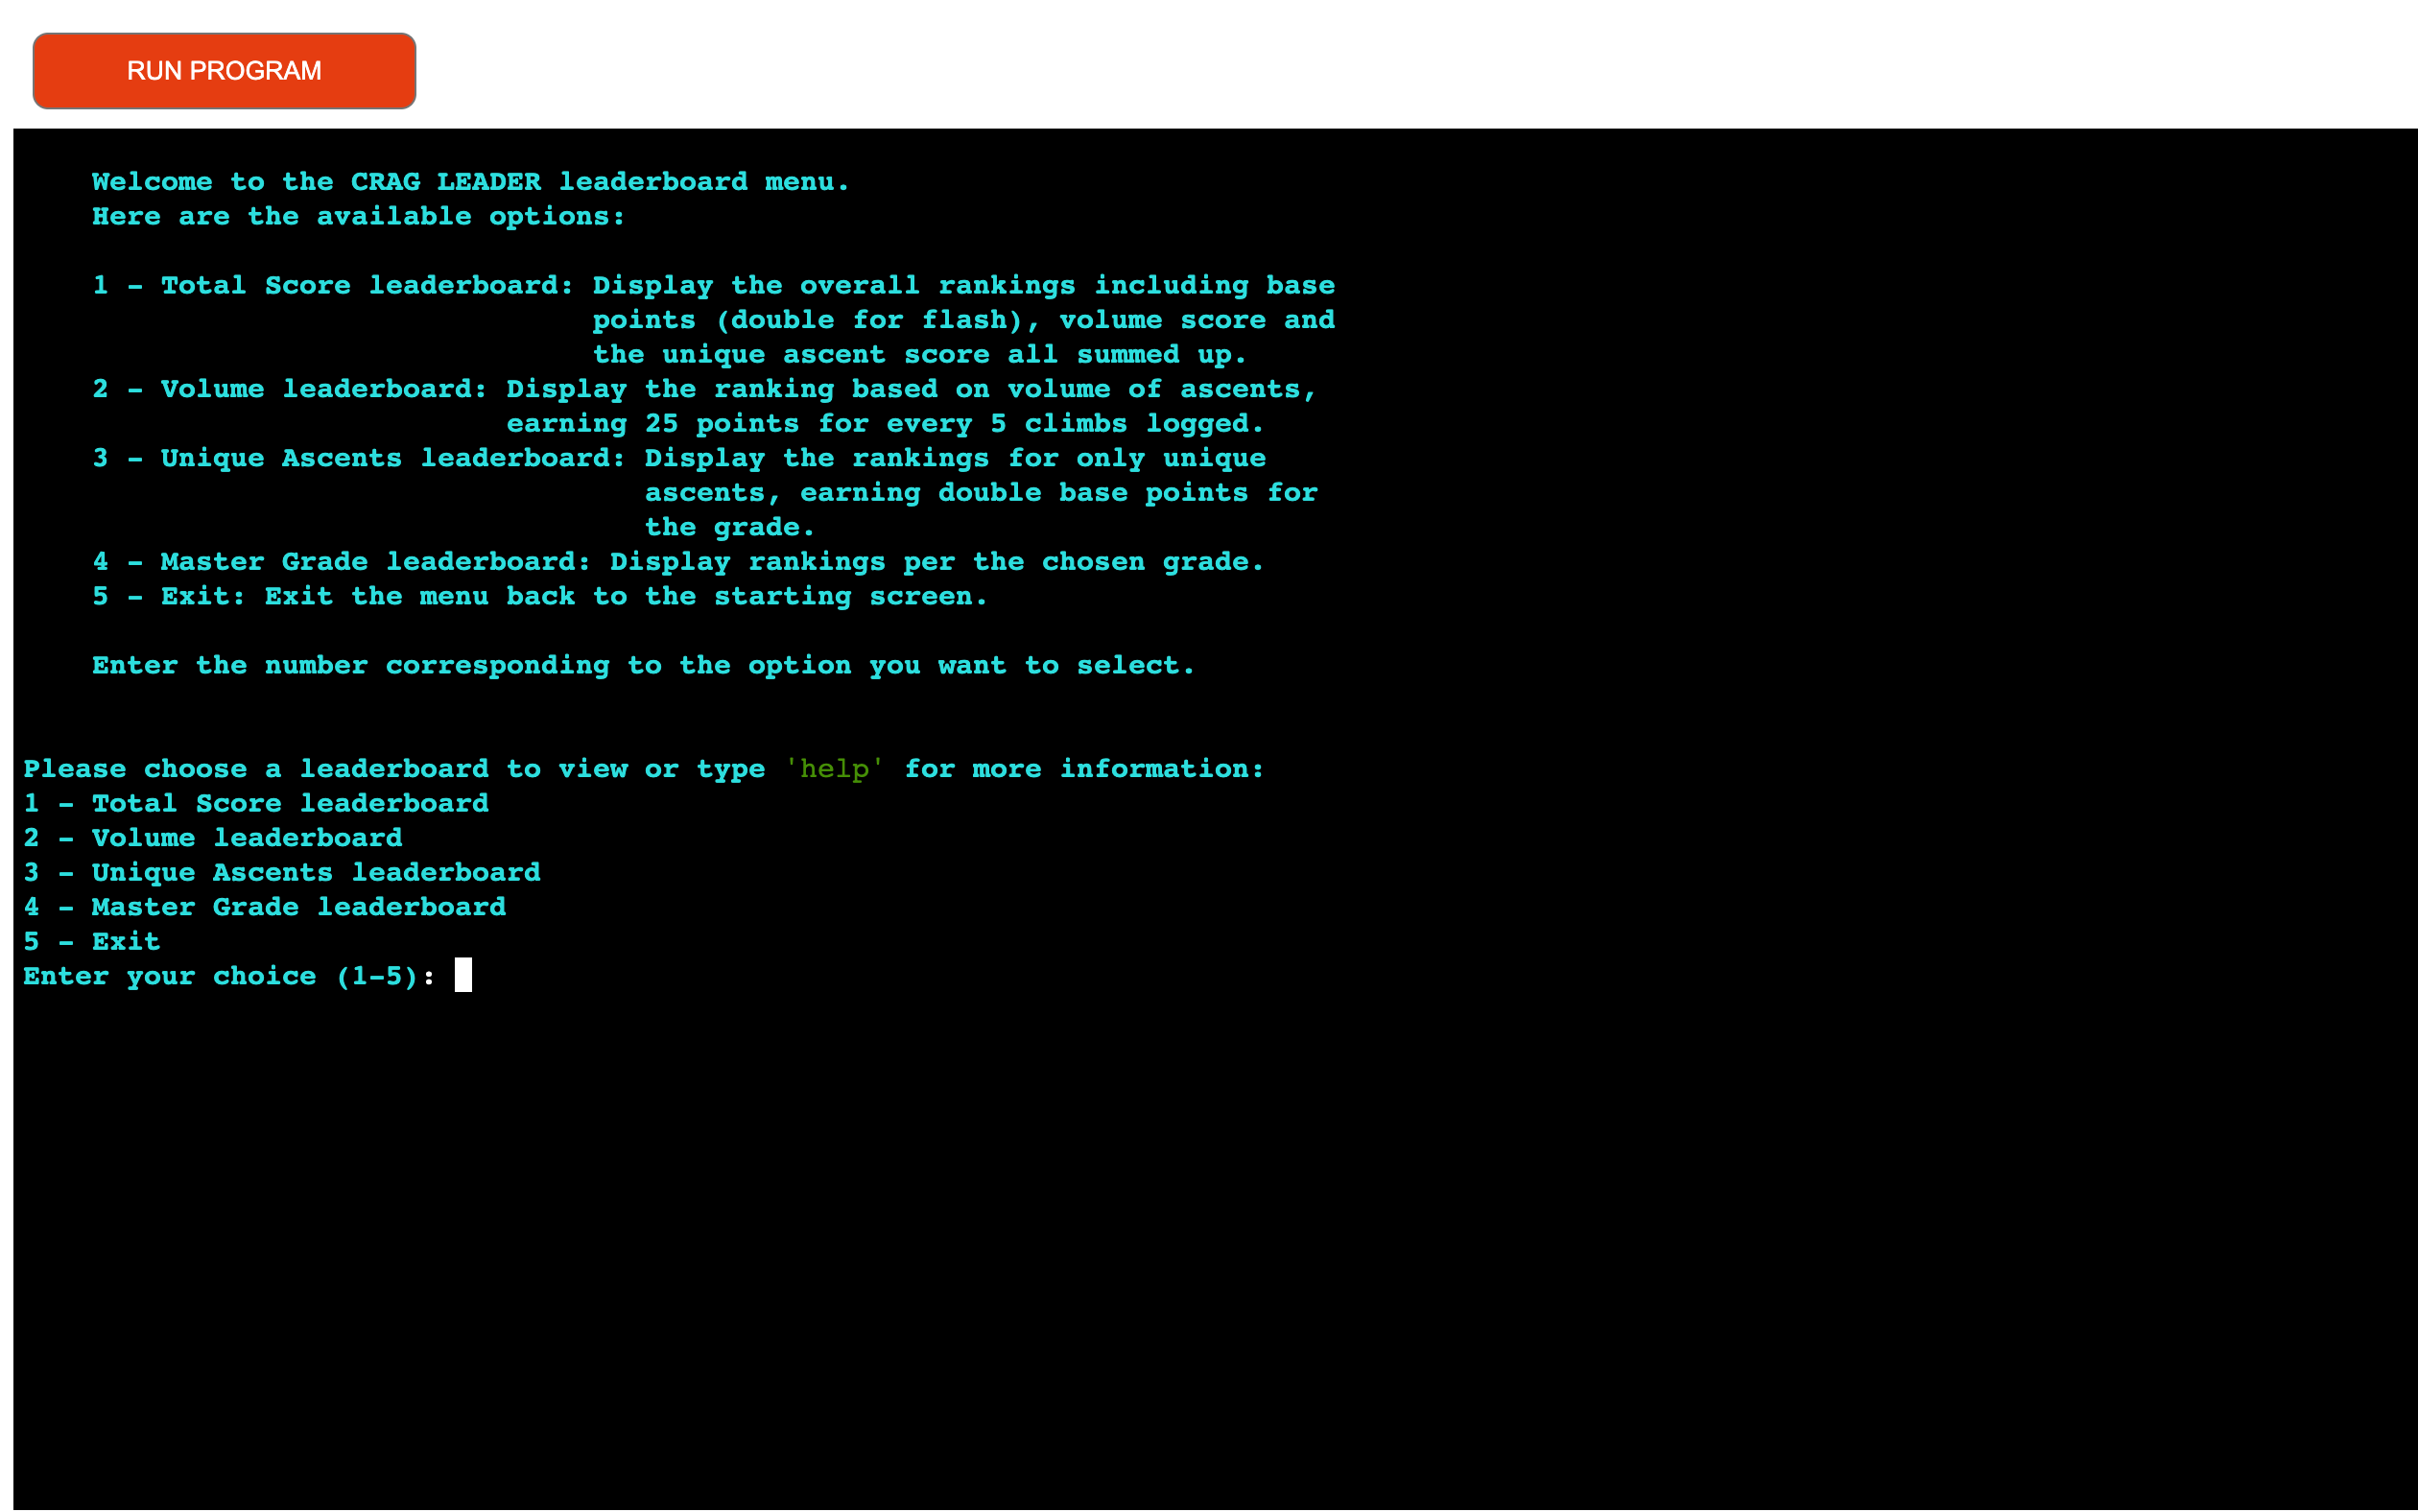 RUN PROGRAM
Welcome to the CRAG LEADER leaderboard menu.
Here are the available options:
1 - Total Score leaderboard: Display the overall rankings including base
points (double for flash), volume score and
the unique ascent score all summed up.
2 - Volume leaderboard: Display the ranking based on volume of ascents,
earning 25 points for every 5 climbs logged.
3 - Unique Ascents leaderboard: Display the rankings for only unique
ascents, earning double base points for
the grade.
4 - Master Grade leaderboard: Display rankings per the chosen grade.
5 - Exit: Exit the menu back to the starting screen.
Enter the number corresponding to the option you want to select.
Please choose a leaderboard to view or type 'help' for more information:
1 - Total Score leaderboard
2 - Volume leaderboard
3 - Unique Ascents leaderboard
4 - Master Grade leaderboard
5 - Exit
Enter your choice (1-5):